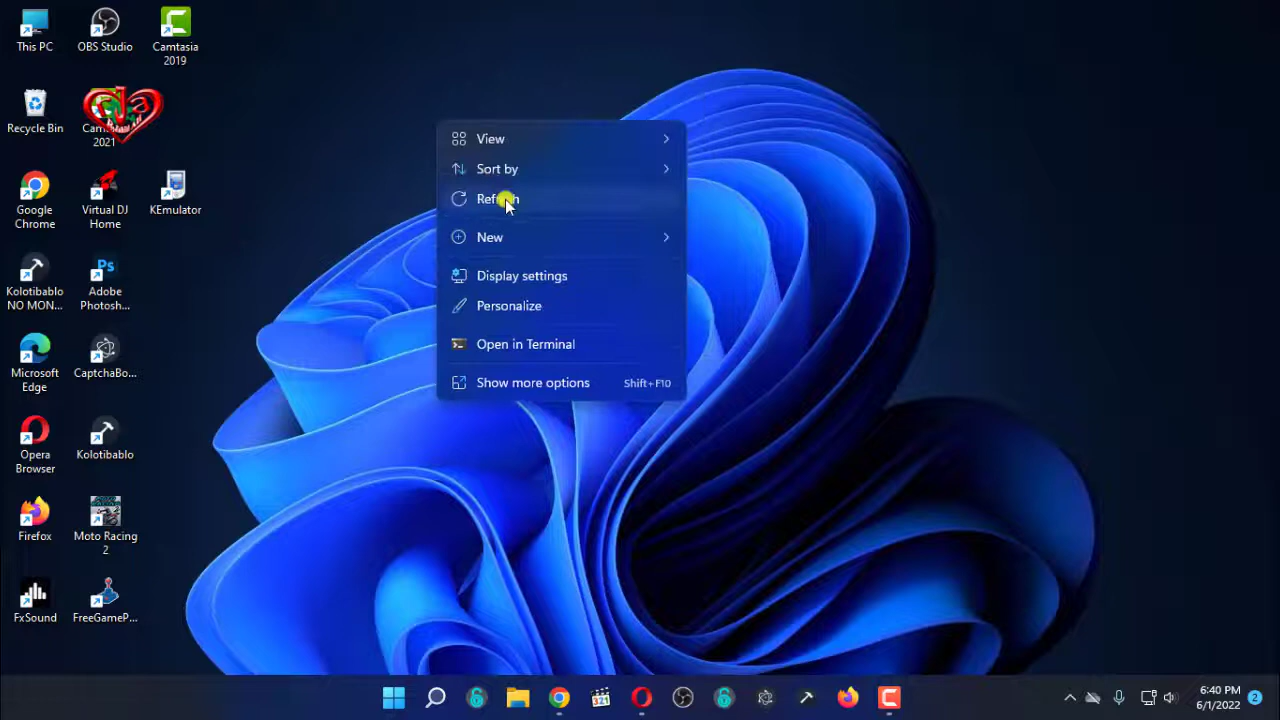 This PC
OBS Studio
Camtasia
2019
Recycle Bin
2021
Google
Chrome
Virtual DJ
Home
KEmulator
Kolotibablo
NO MON...
Adobe
Photosh...
Microsoft
Edge
CaptchaBo...
Opera
Browser
Kolotibablo
Firefox
Moto Racing
2
FxSound
FreeGameP...
View
Sort by
Refresh
New
Display settings
Personalize
Open in Terminal
Show more options Shift+F10
321
6:40 PM
6/1/2022
2